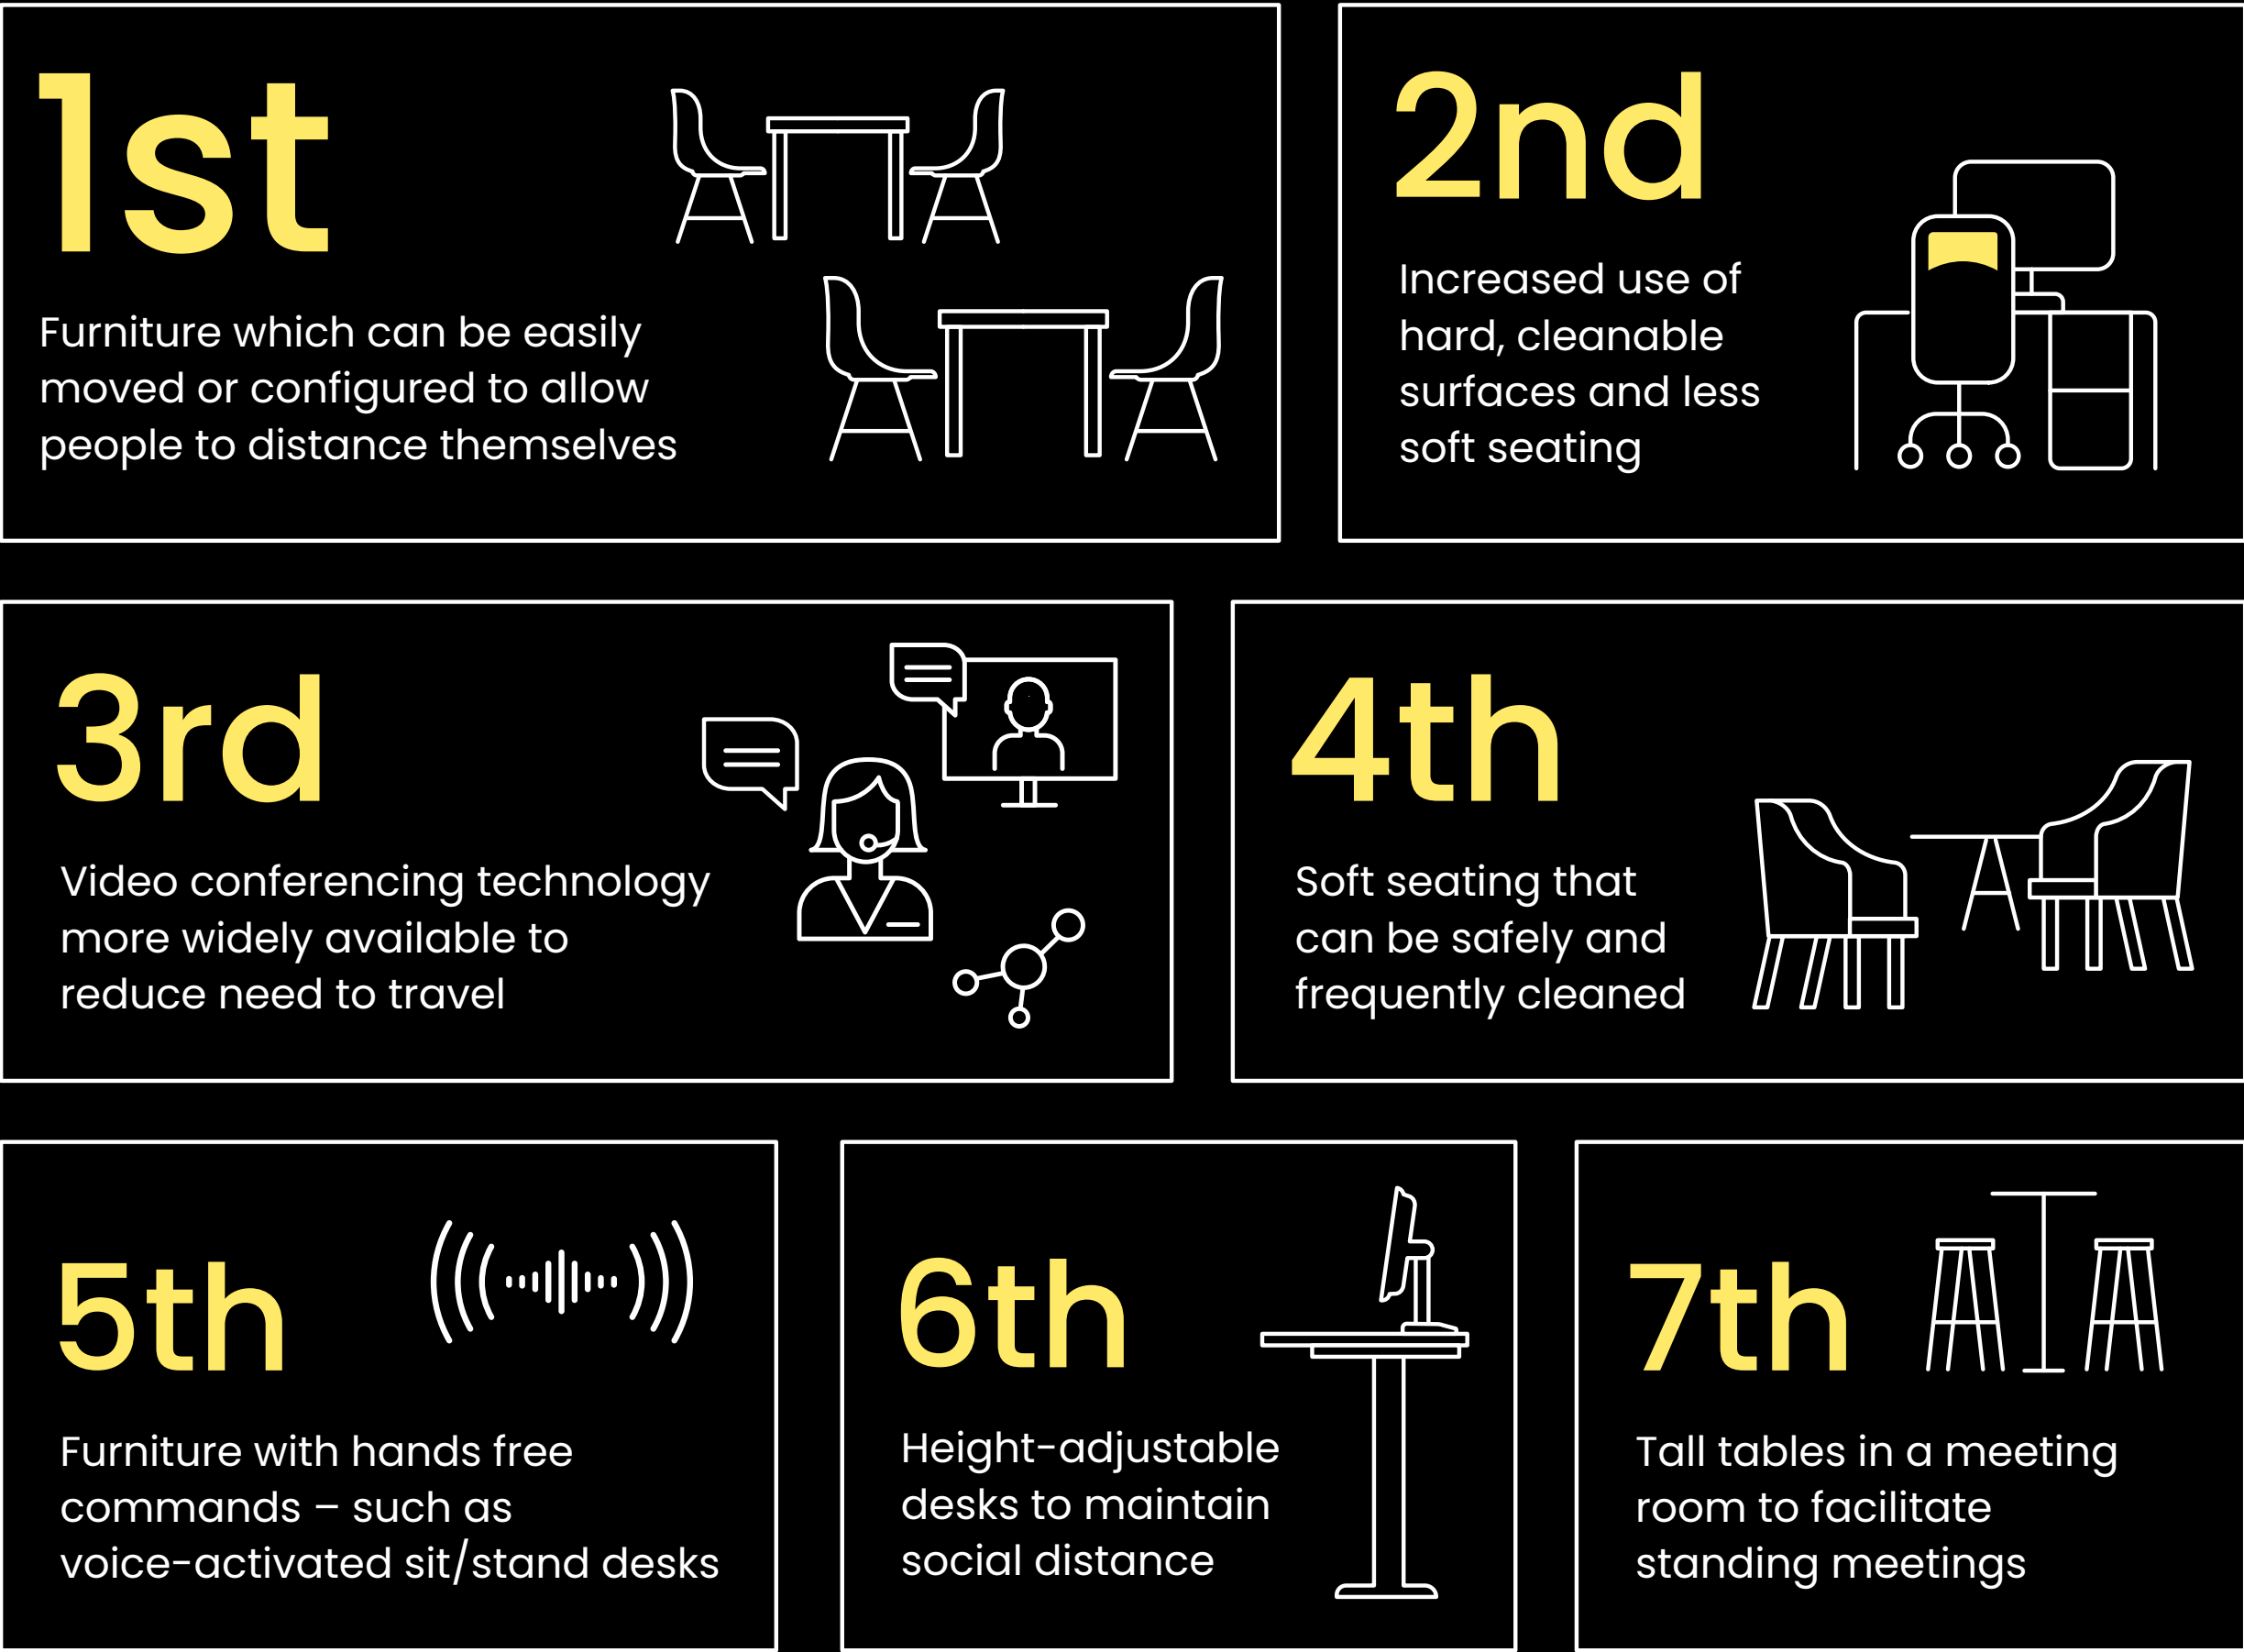 1st
Furniture which can be easily
moved or configured to allow
people to distance themselves
2nd
Increased use of
hard, cleanable
surfaces and less
soft seating
3rd
Video conferencing technology
more widely available to
reduce need to travel
4th
Soft seating that
can be safely and
frequently cleaned
5th
Furniture with hands free
commands – such as
voice-activated sit/stand desks
6th
Height-adjustable
desks to maintain
social distance
7th
Tall tables in a meeting
room to facilitate
standing meetings